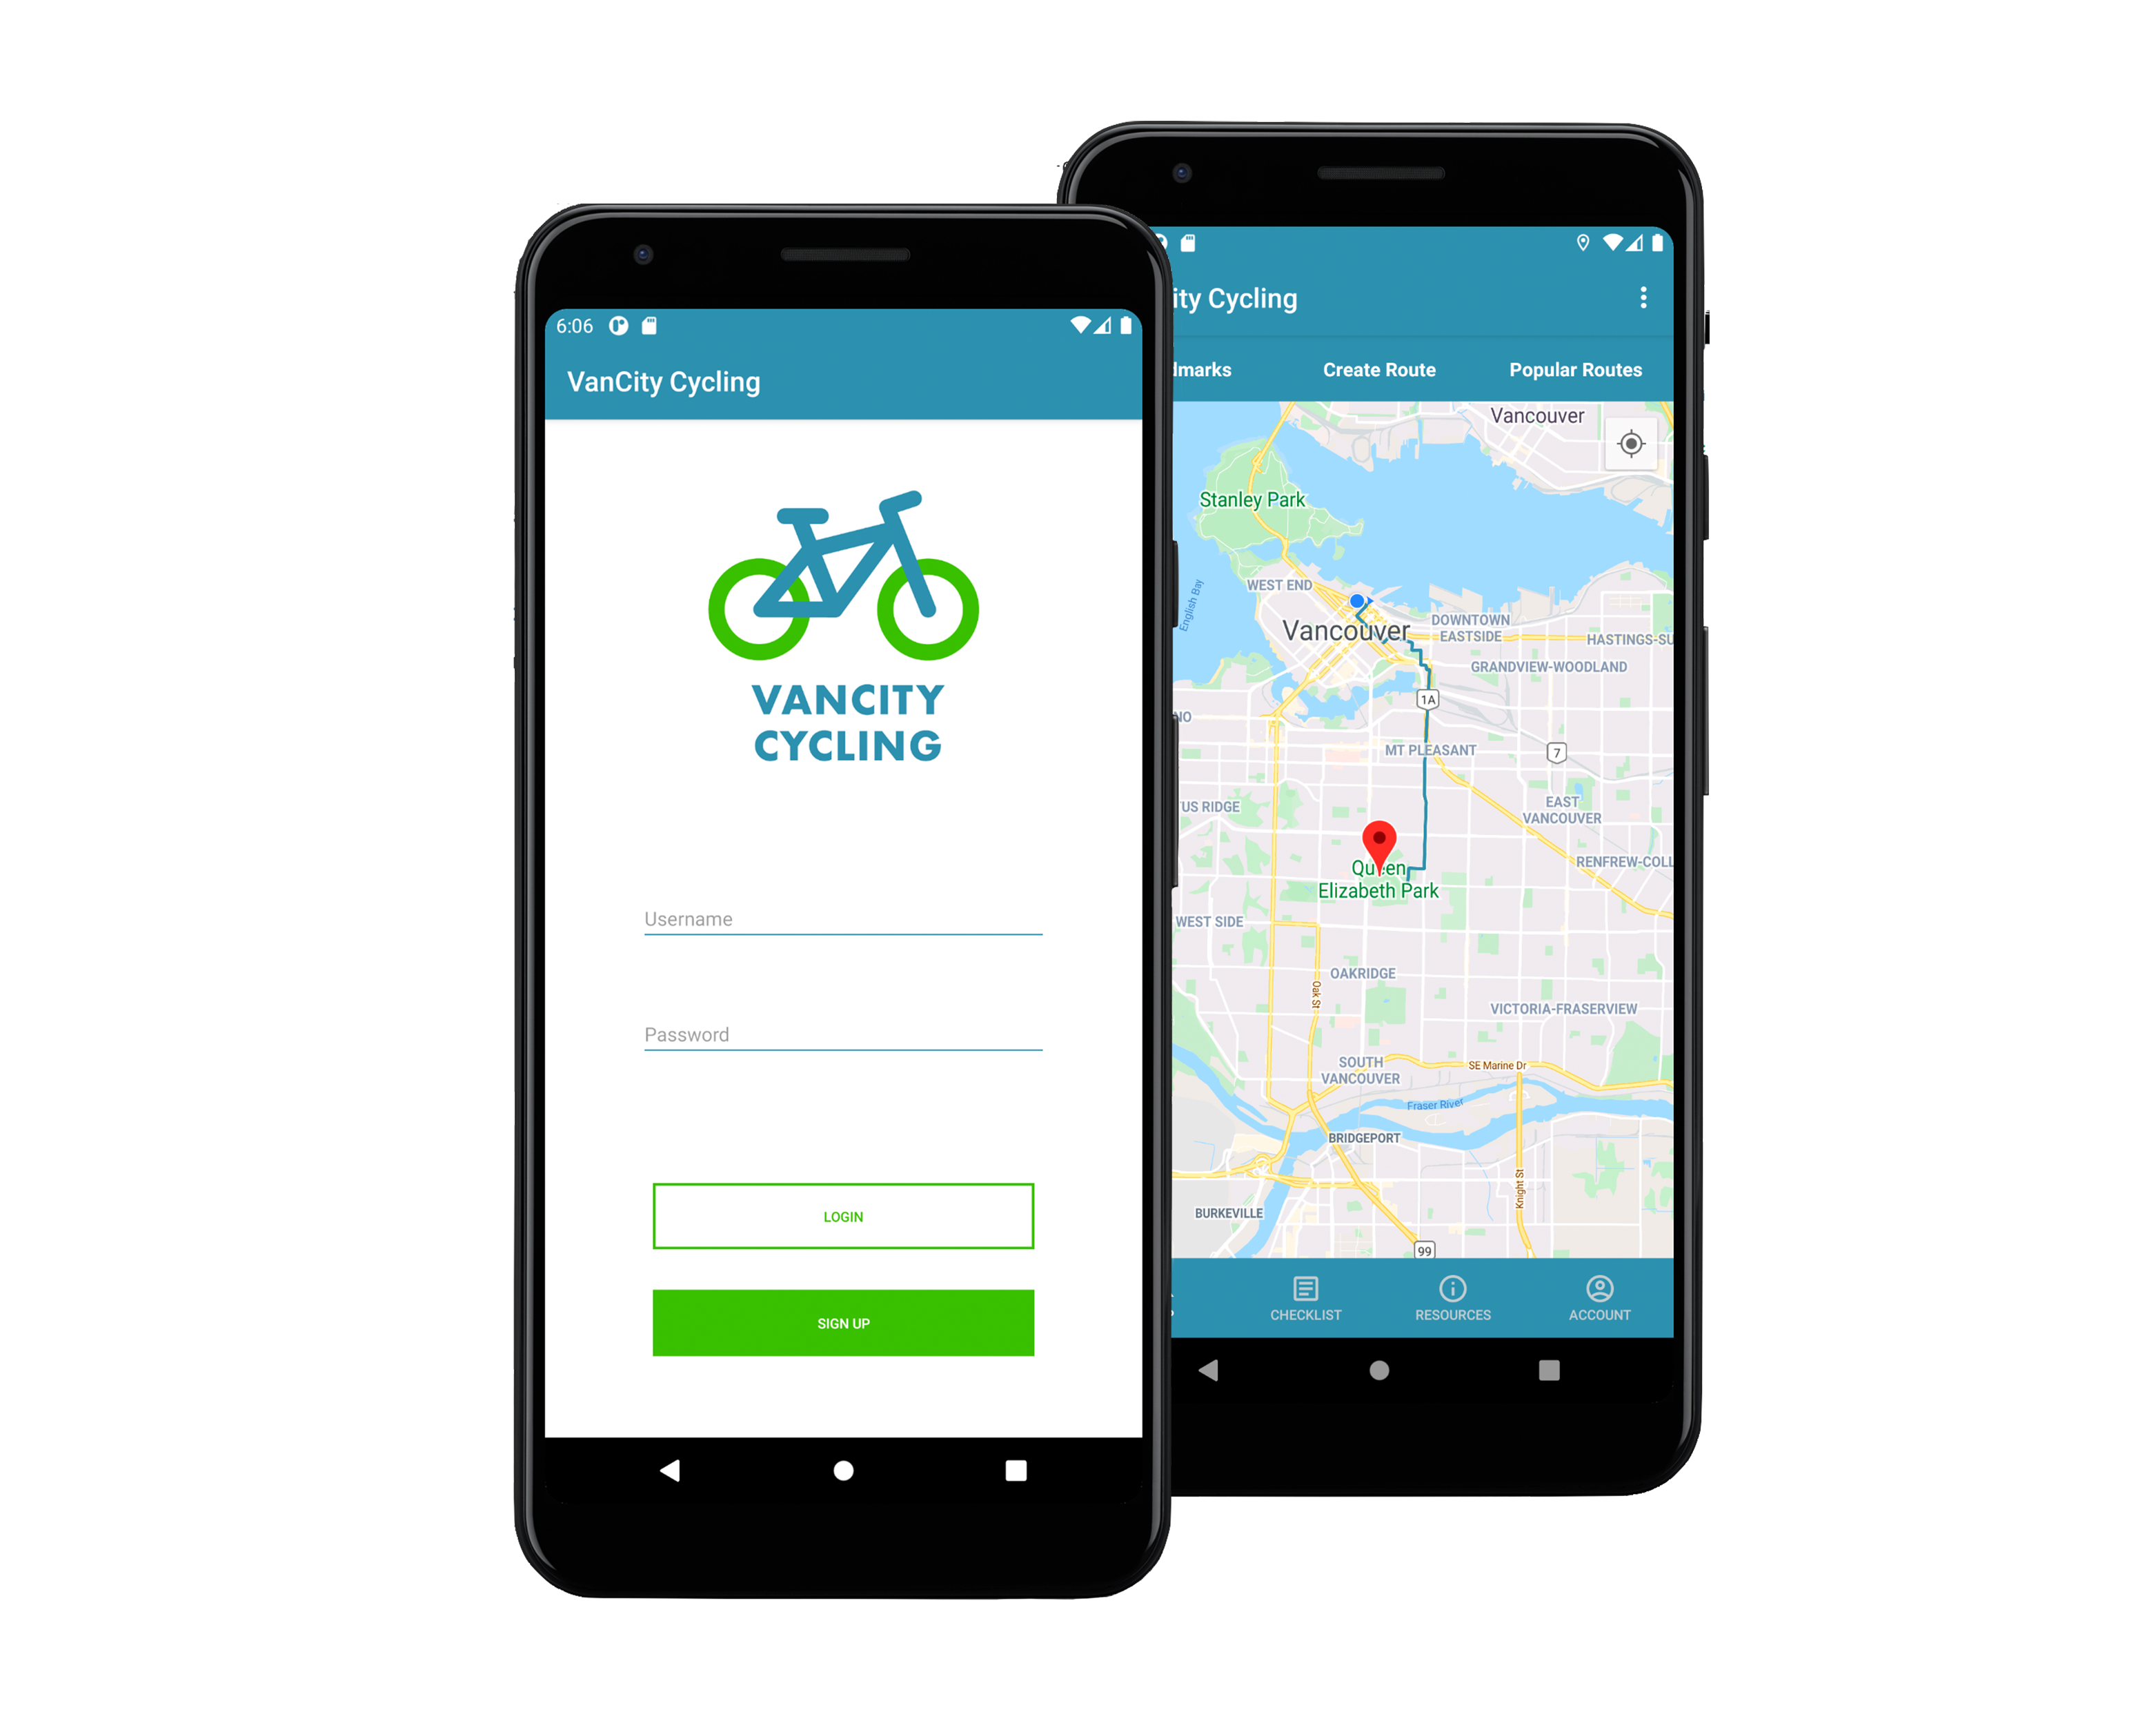 6:06
VanCity Cycling
VANCITY
CYCLING
Username
Password
LOGIN
SIGN UP
ity Cycling
dmarks Create Route Popular Routes
Vancouver
Stanley Park
English Bay
WEST END
Vancouver
DOWNTOWN
EASTSIDE
HASTINGS-SU
GRANDVIEW-WOODLAND
1A
NO
MT PLEASANT
7
TUS RIDGE
EAST
VANCOUVER
RENFREW-COLL
Queen
Elizabeth Park
WEST SIDE
OAKRIDGE
Oak St
VICTORIA-FRASERVIEW
SOUTH
VANCOUVER
SE Marine Dr
Fraser River
BRIDGEPORT
Knight St
BURKEVILLE
99
CHECKLIST RESOURCES ACCOUNT